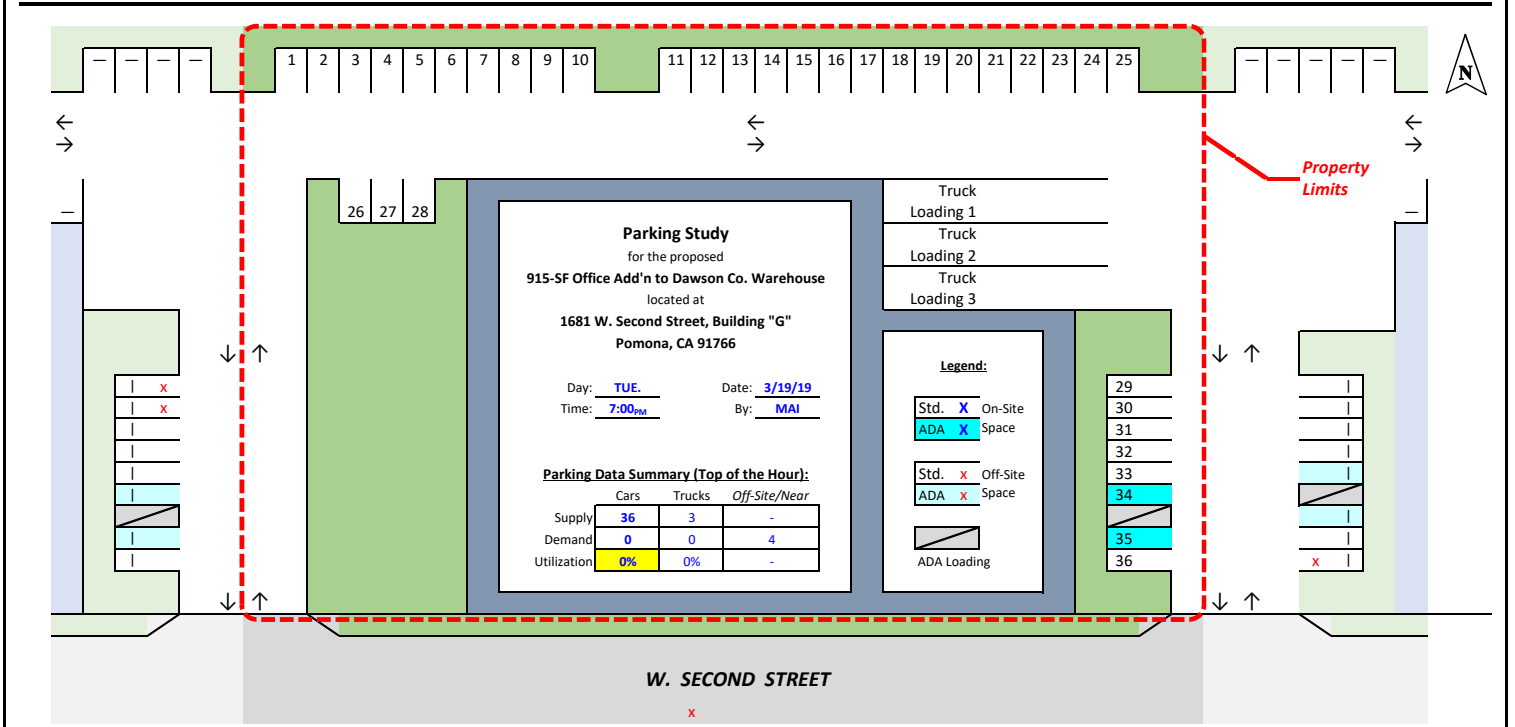 — — — —
1 2 3 4 5 6 7 8 9 10 11 12 13 14 15 16 17 18 19 20 21 22 23 24 25
— — — — —
N
← ← ←
→ → →
Property
Limits
— 26 27 28
Truck
Loading 1
Truck
Loading 2
Truck
Loading 3
—
Parking Study
for the proposed
915-SF Office Add'n to Dawson Co. Warehouse
located at
1681 W. Second Street, Building "G"
Pomona, CA 91766
Day: TUE. Date: 3/19/19
Time: 7:00PM By: MAI
Parking Data Summary (Top of the Hour):
Cars Trucks Off-Site/Near
Supply 36 3 -
Demand 0 0 4
Utilization 0% 0% -
Legend:
Std. X On-Site
ADA X Space
Std. x Off-Site
ADA x Space
ADA Loading
↓ ↑ ↓ ↑
| x
| x
|
|
|
|
|
|
29
30
31
32
33
34
35
36
|
|
|
|
|
|
|
x |
↓ ↑ ↓ ↑
W. SECOND STREET
x